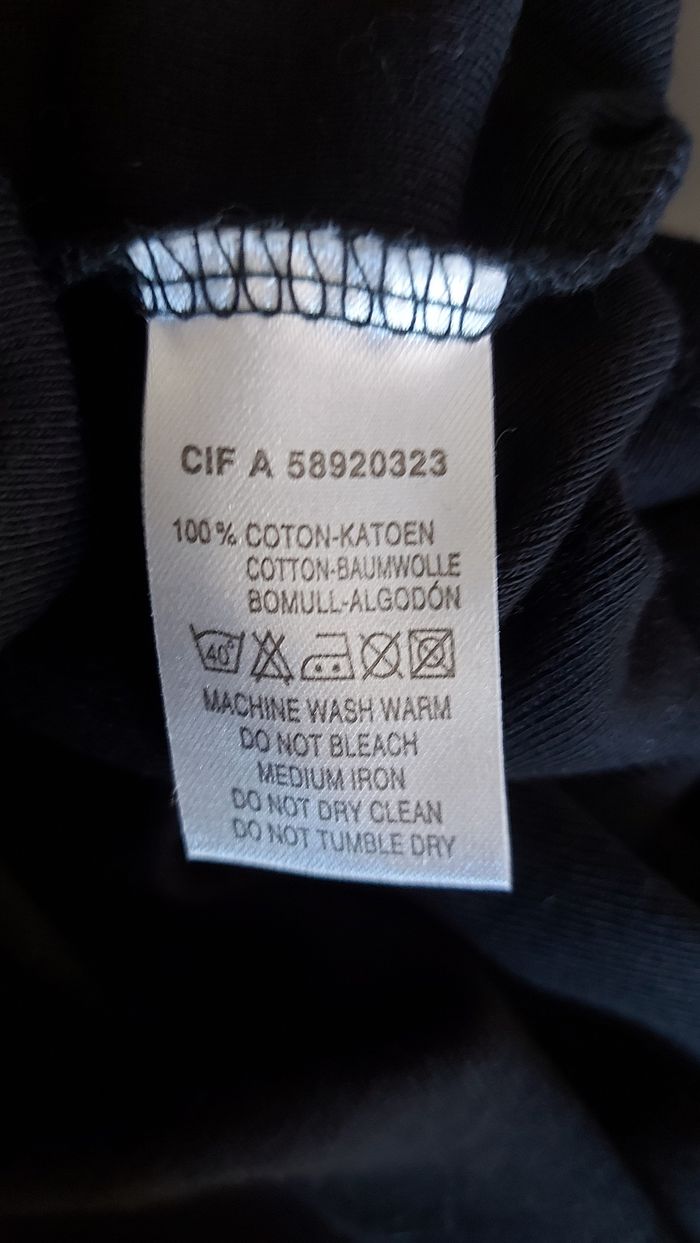 CIF A 58920323
100% COTON-KATOEN
COTTON-BAUMWOLLE
BOMULL-ALGODÓN
40°
MACHINE WASH WARM
DO NOT BLEACH
MEDIUM IRON
DO NOT DRY CLEAN
DO NOT TUMBLE DRY